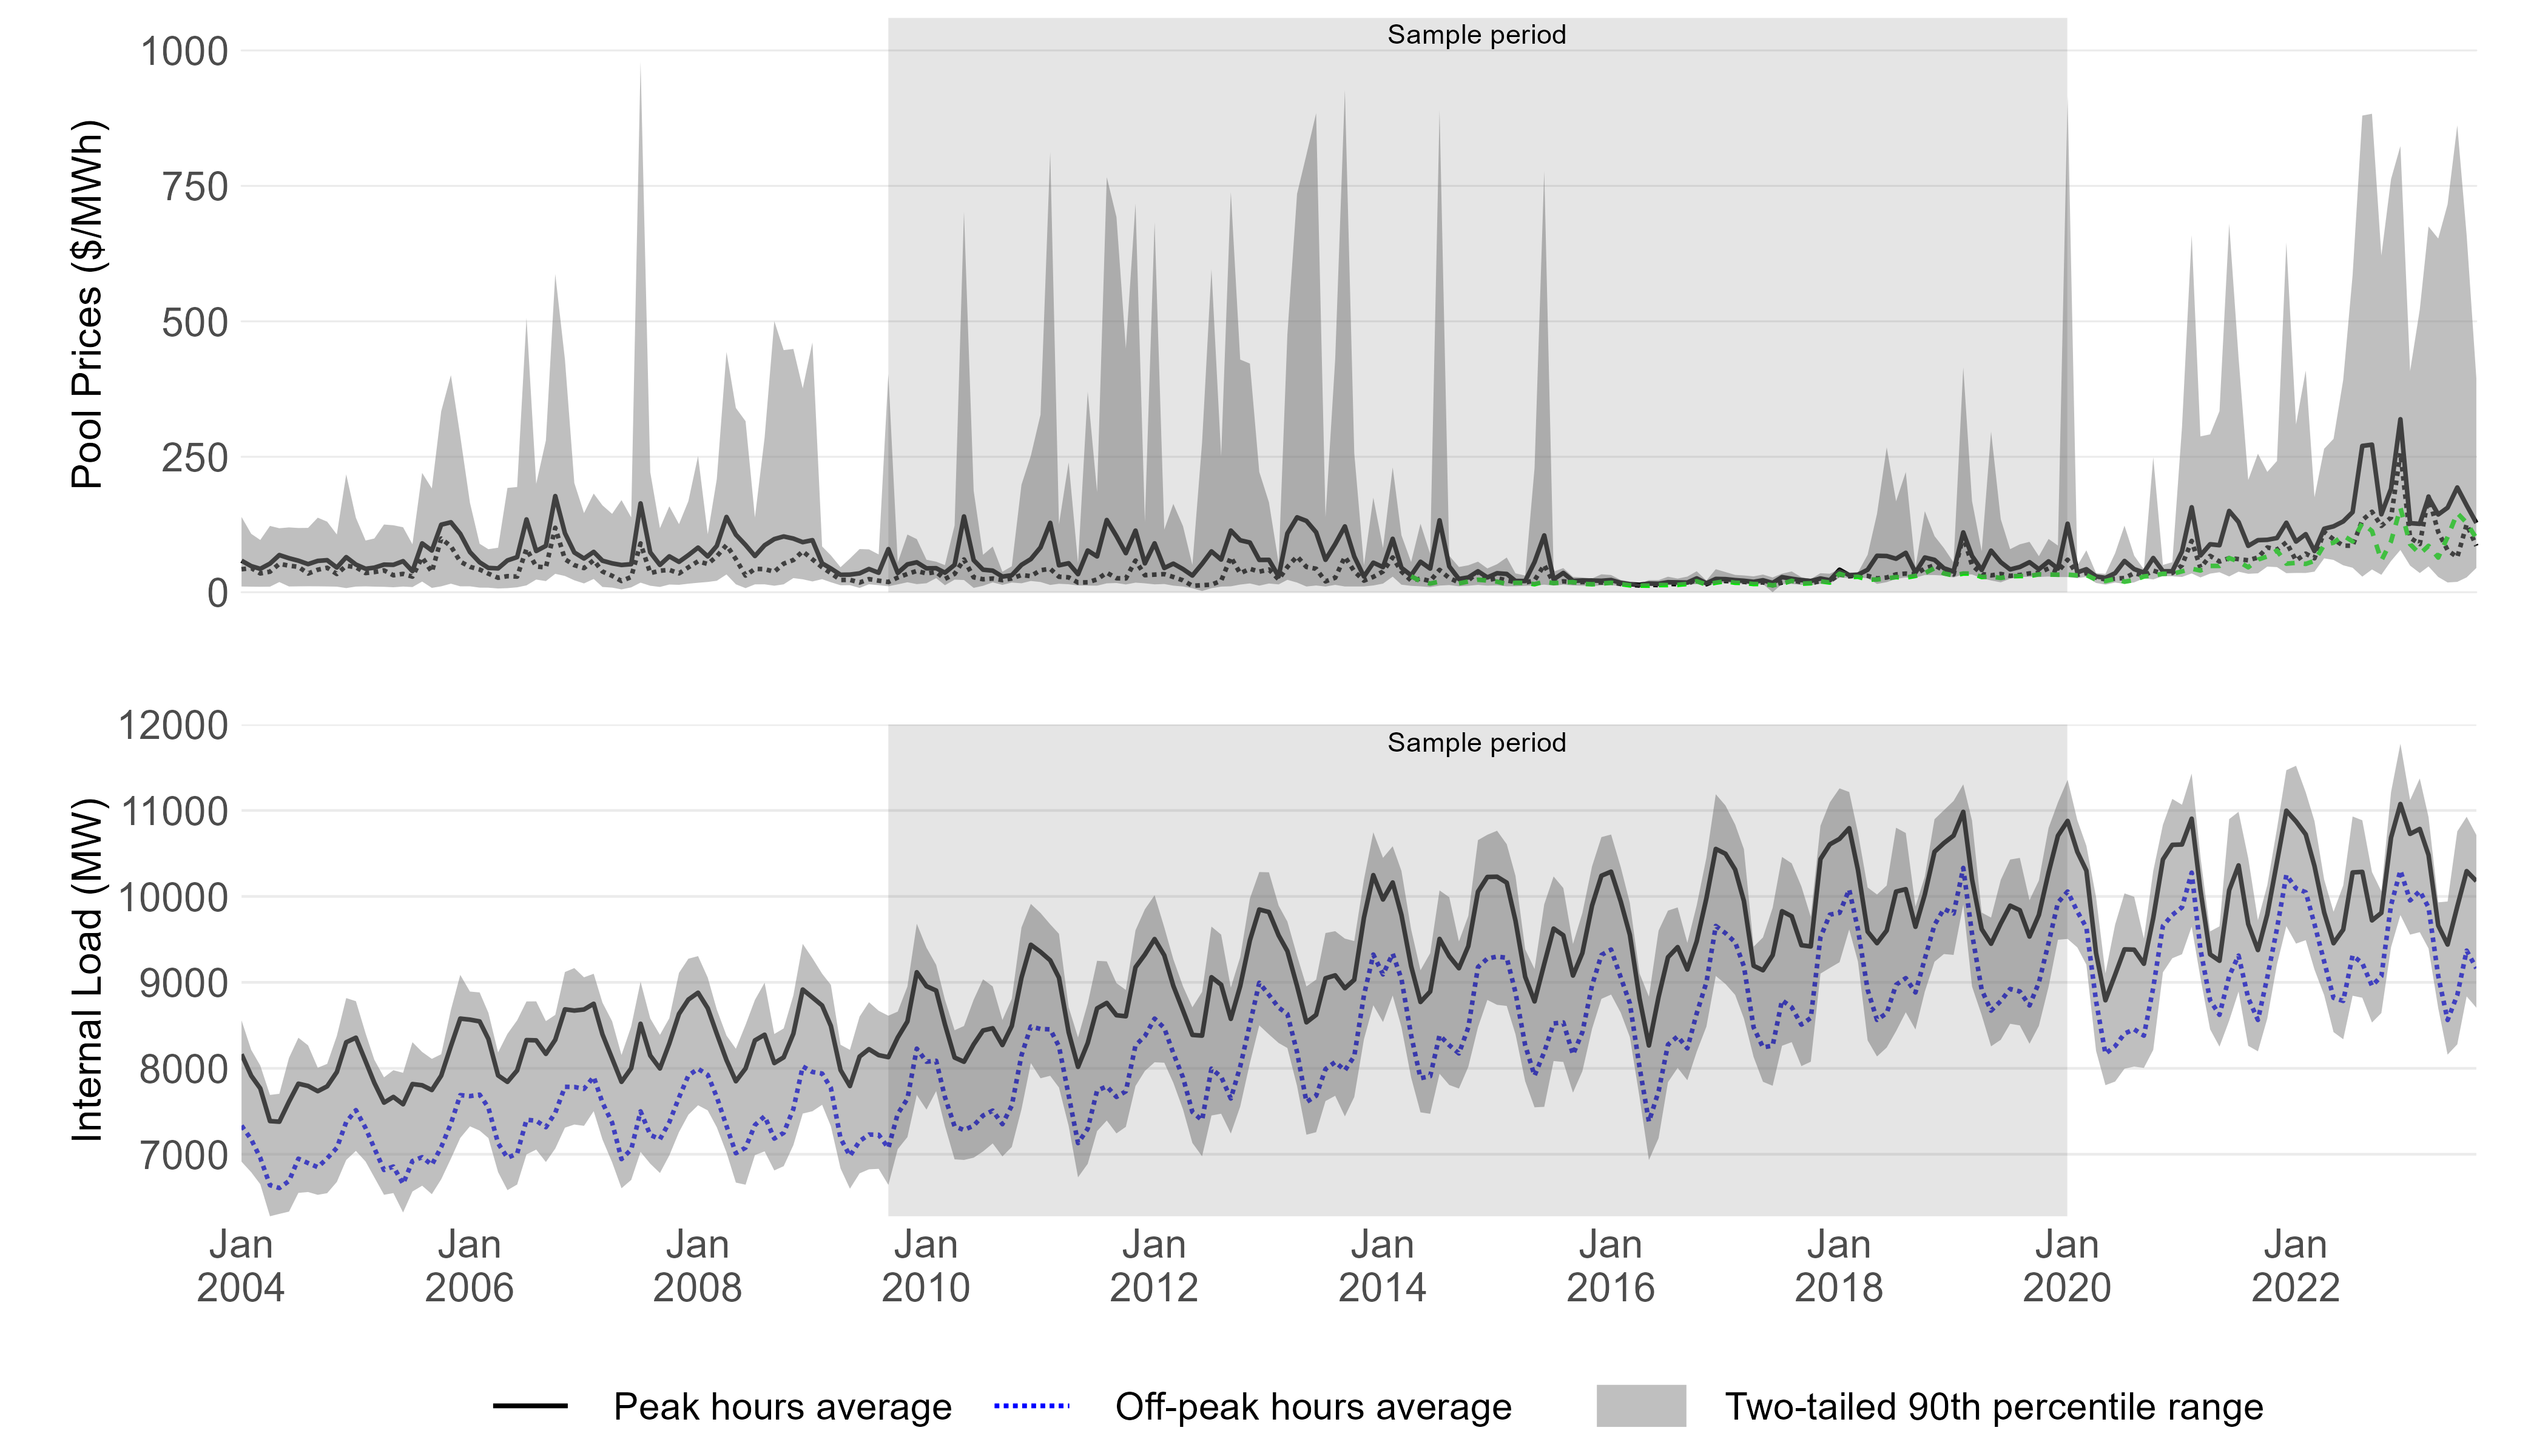 Sample period
1000
750
500
250
0
Pool Prices ($/MWh)
Sample period
12000
11000
10000
9000
8000
7000
Internal Load (MW)
Jan Jan Jan Jan Jan Jan Jan Jan Jan Jan
2004 2006 2008 2010 2012 2014 2016 2018 2020 2022
Peak hours average Off-peak hours average Two-tailed 90th percentile range